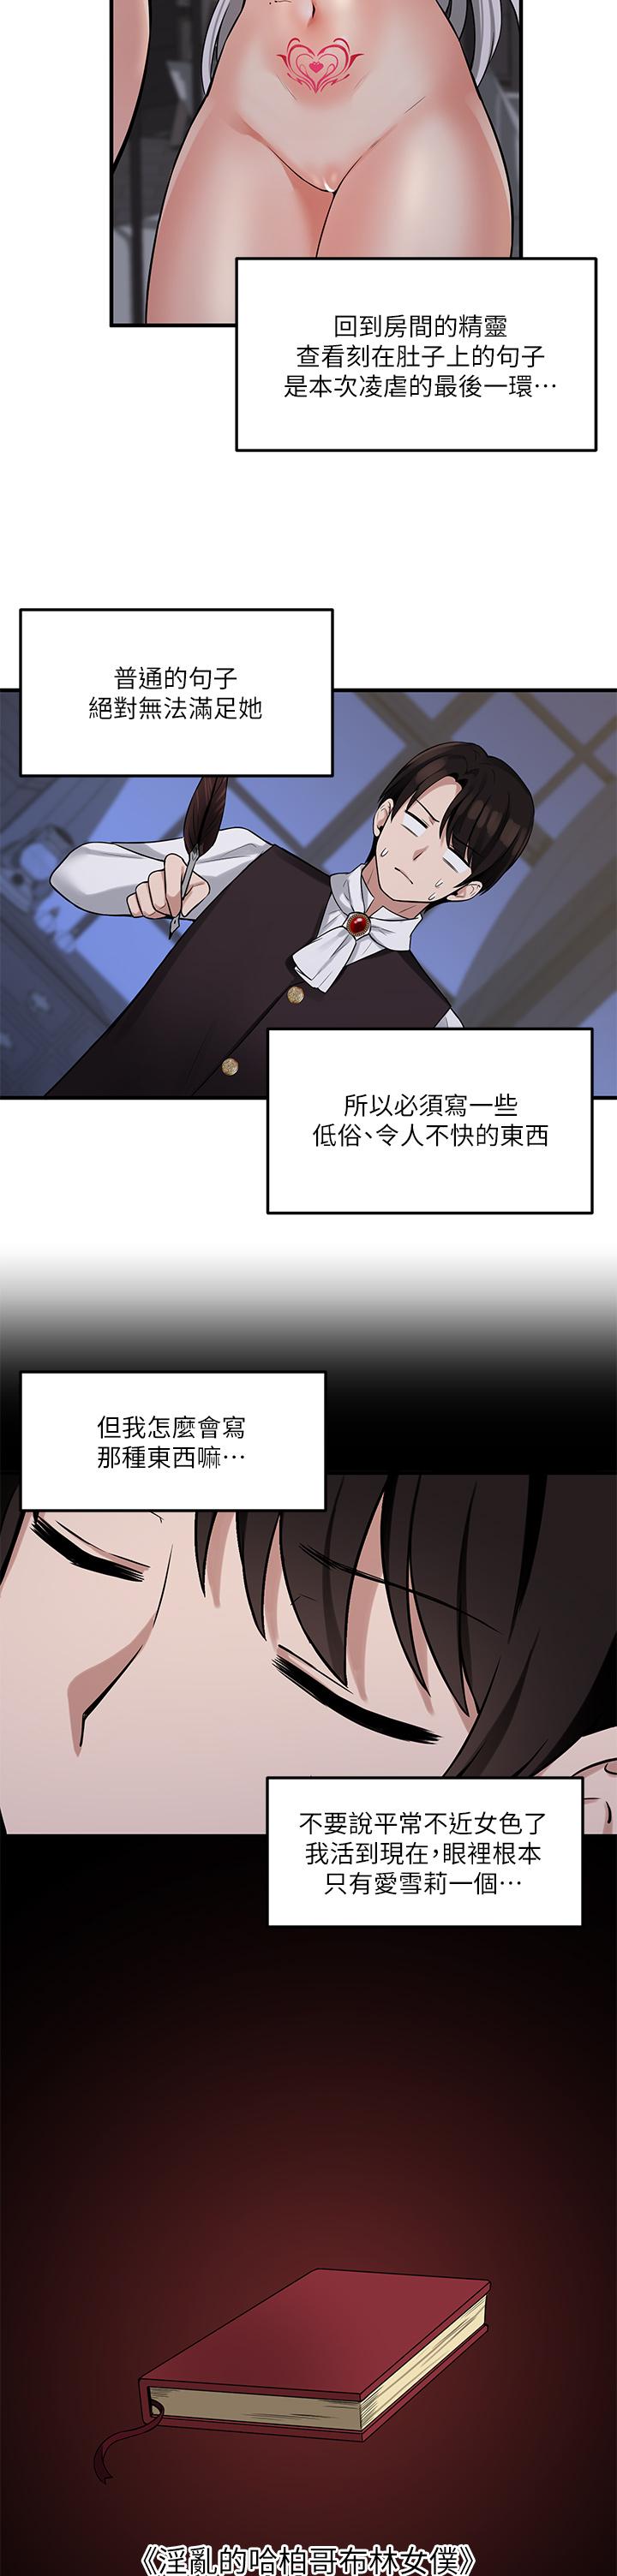 回到房間的精靈
查看刻在肚子上的句子
是本次凌虐的最後一環…
普通的句子
絕對無法滿足她
所以必須寫一些
低俗、令人不快的東西
但我怎麼會寫
那種東西嘛…
不要說平常不近女色了
我活到現在,眼裡根本
只有愛雪莉一個…
《淫亂的哈柏哥布林女僕》